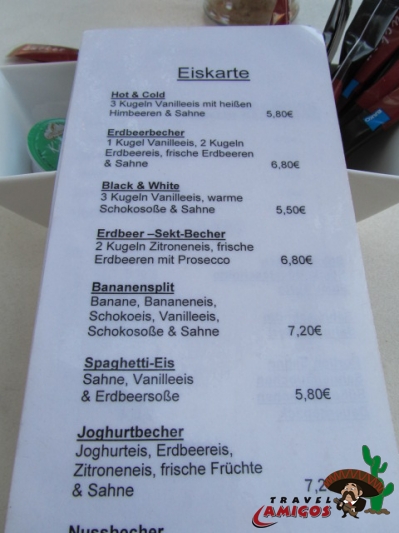 Eiskarte
Hot & Cold
3 Kugeln Vanilleeis mit heißen
Himbeeren & Sahne 5,80€
Erdbeerbecher
1 Kugel Vanilleeis, 2 Kugeln
Erdbeereis, frische Erdbeeren
& Sahne 6,80€
Black & White
3 Kugeln Vanilleeis, warme
Schokosoße & Sahne 5,50€
Erdbeer –Sekt-Becher
2 Kugeln Zitroneneis, frische
Erdbeeren mit Prosecco 6,80€
Bananensplit
Banane, Bananeneis,
Schokoeis, Vanilleeis,
Schokosoße & Sahne 7,20€
Spaghetti-Eis
Sahne, Vanilleeis
& Erdbeersoße 5,80€
Joghurtbecher
Joghurteis, Erdbeereis,
Zitroneneis, frische Früchte
& Sahne
Nussbecher
TRAVEL
AMIGOS